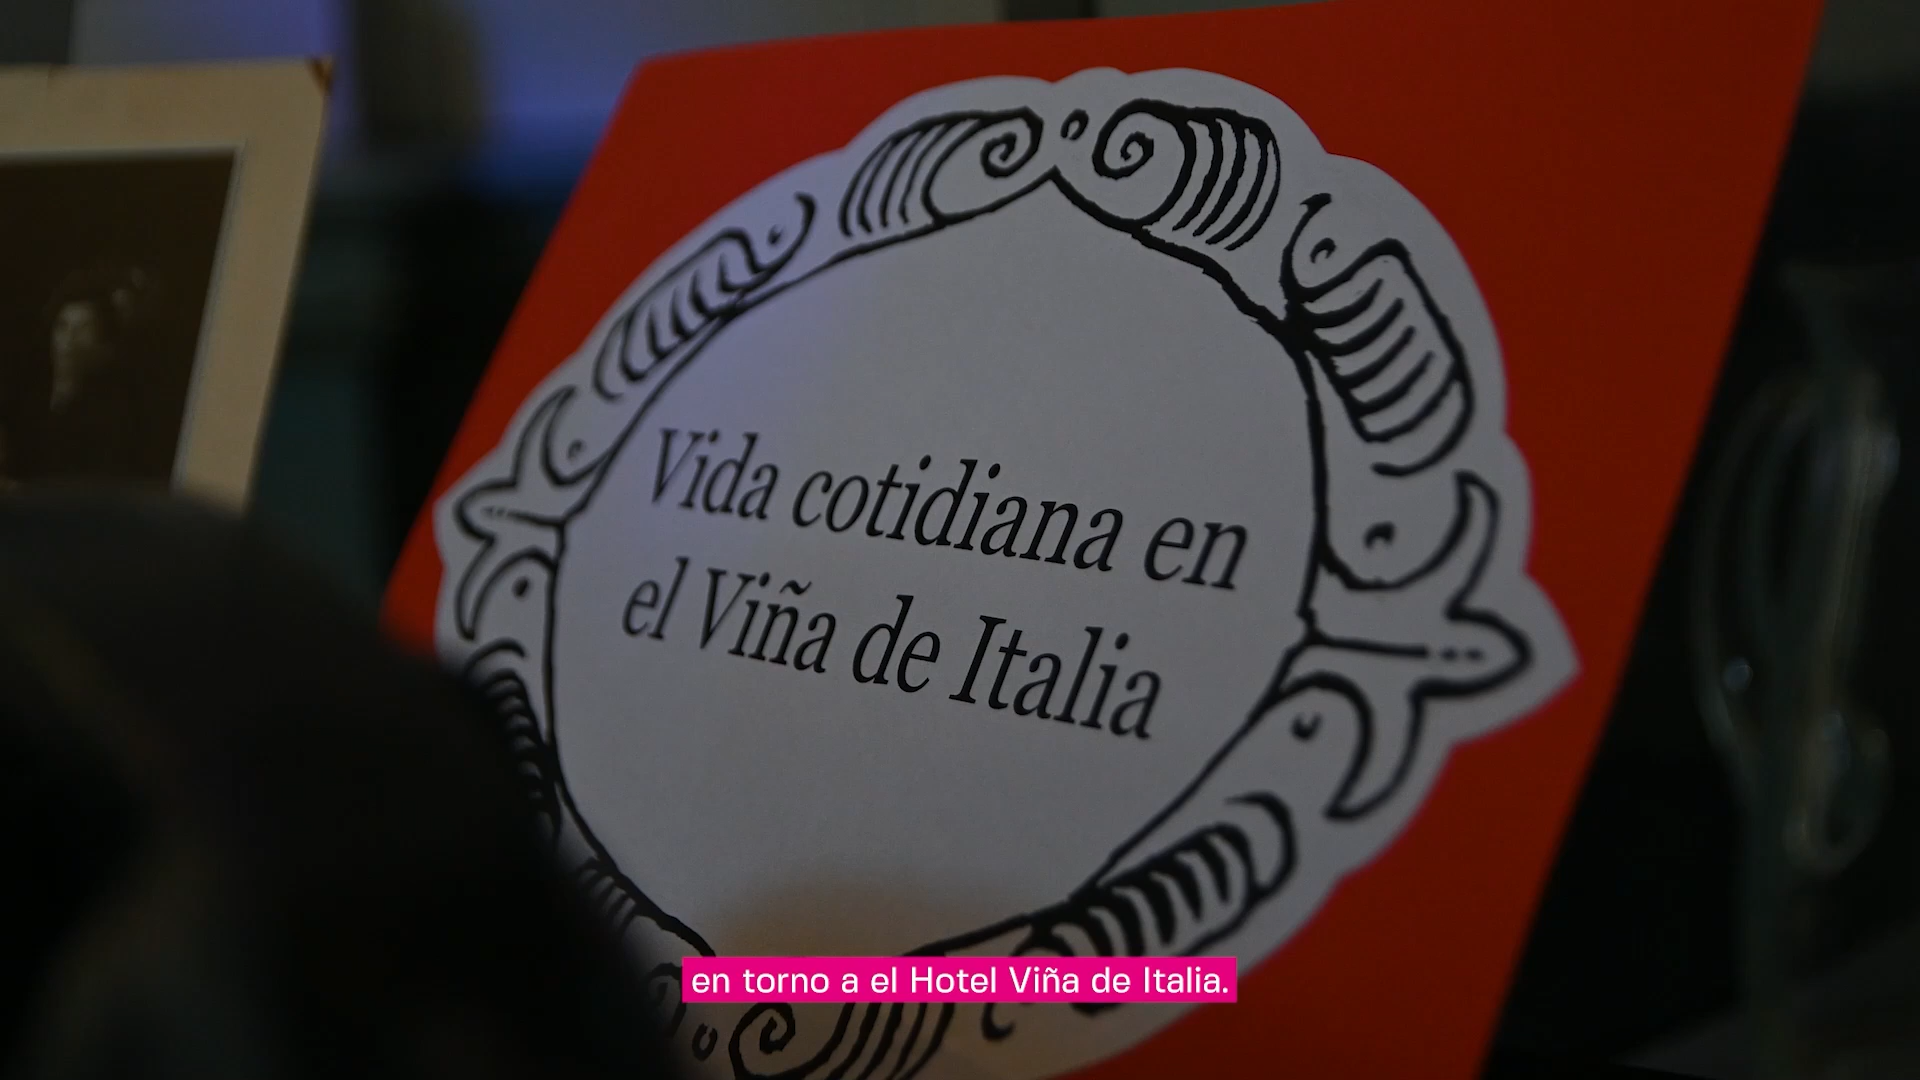 Vida cotidiana en
el Viña de Italia
en torno a el Hotel Viña de Italia.